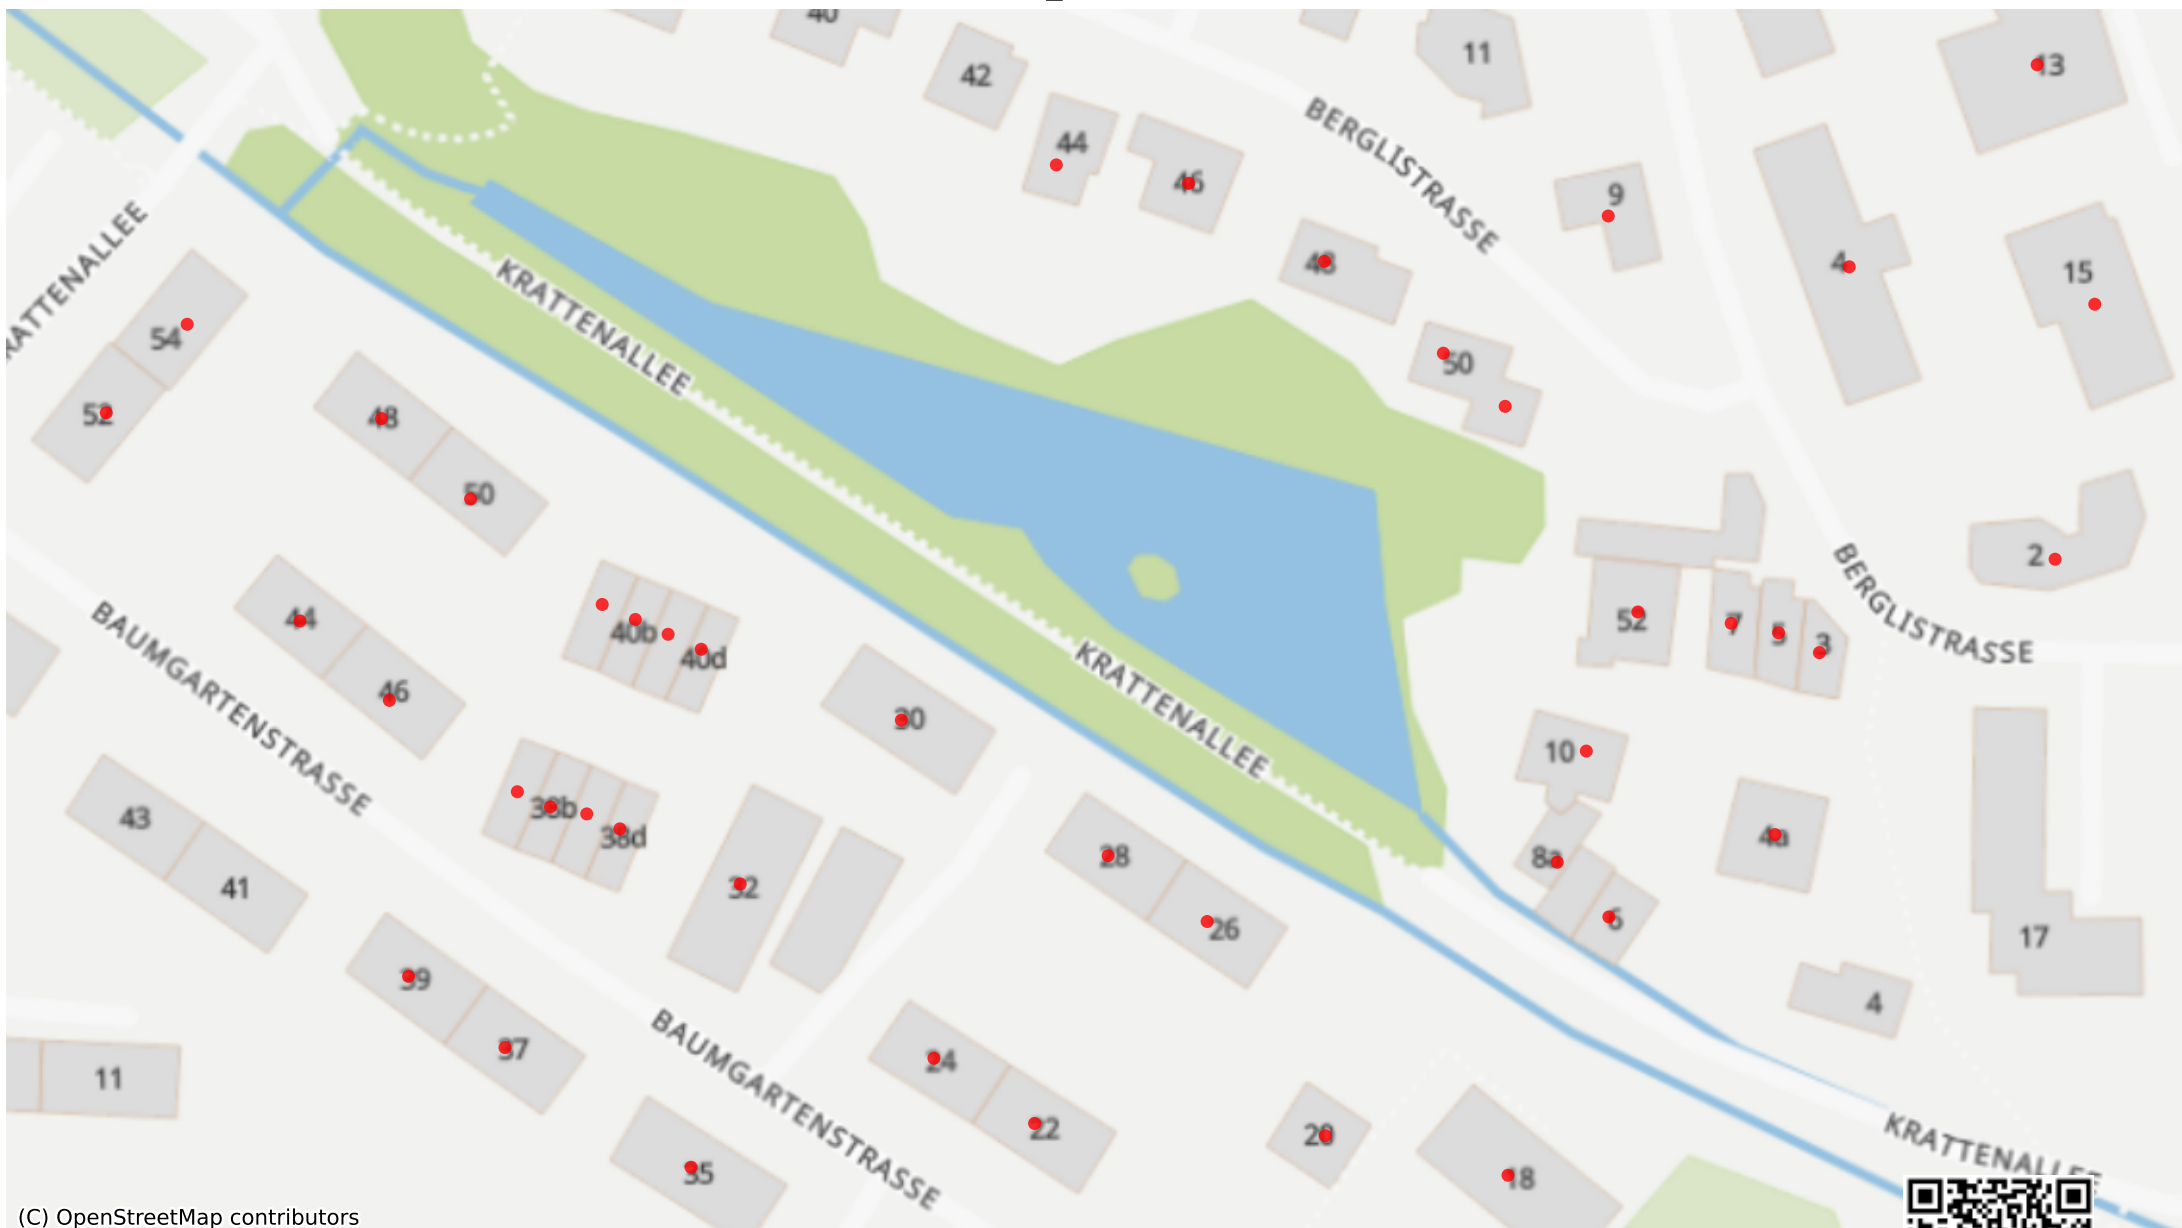 40
42
11
13
44
BERGLISTRASSE
46
9
KRATTENALLEE
48
4
15
KRATTENALLEE
54
50
52
48
50
2
BERGLISTRASSE
44
40b
52
7
5
3
40d
BAUMGARTENSTRASSE
46
30
KRATTENALLEE
10
38b
43
38d
4a
28
8a
41
32
6
26
17
39
4
BAUMGARTENSTRASSE
37
24
11
22
20
KRATTENALLEE
35
18
(C) OpenStreetMap contributors